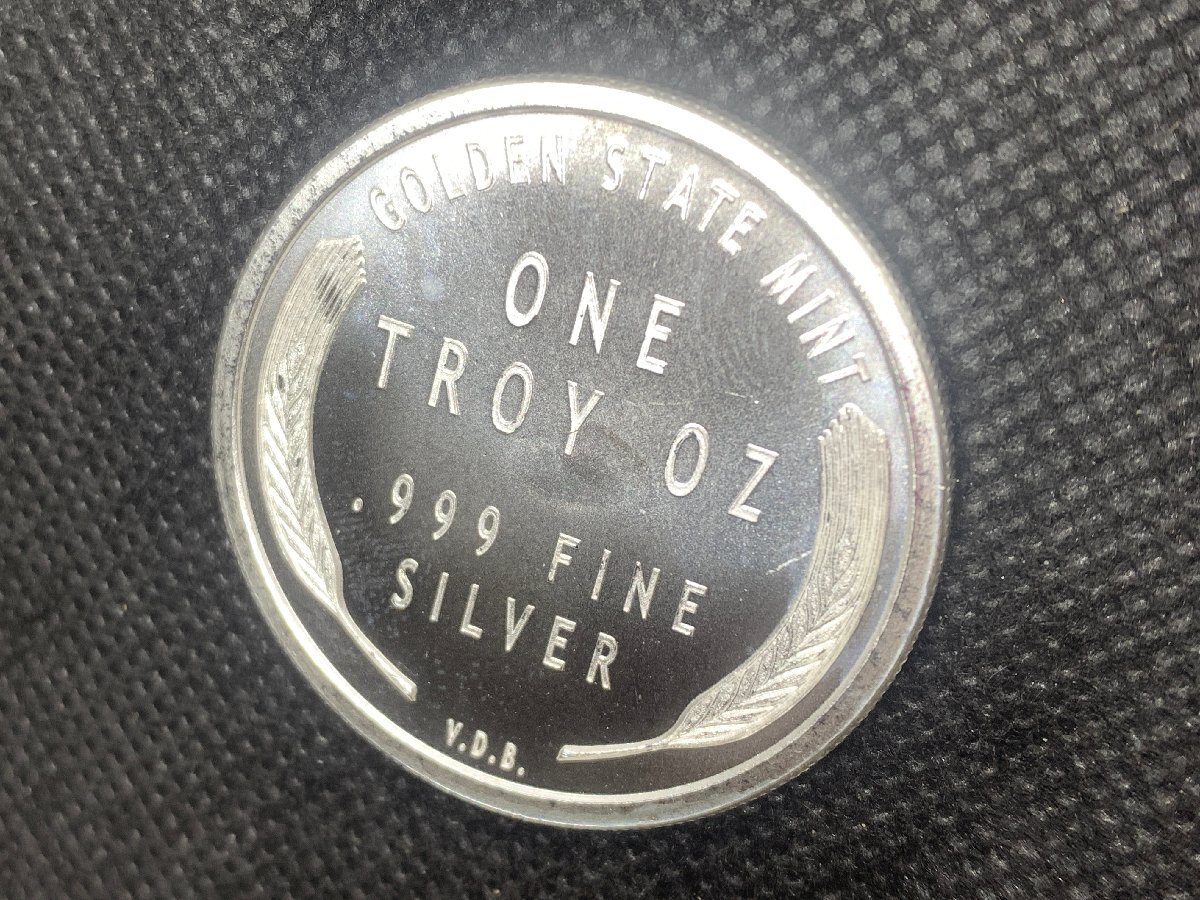 GOLDEN STATE MINT
ONE
TROY OZ
.999 FINE
SILVER
V.D.B.